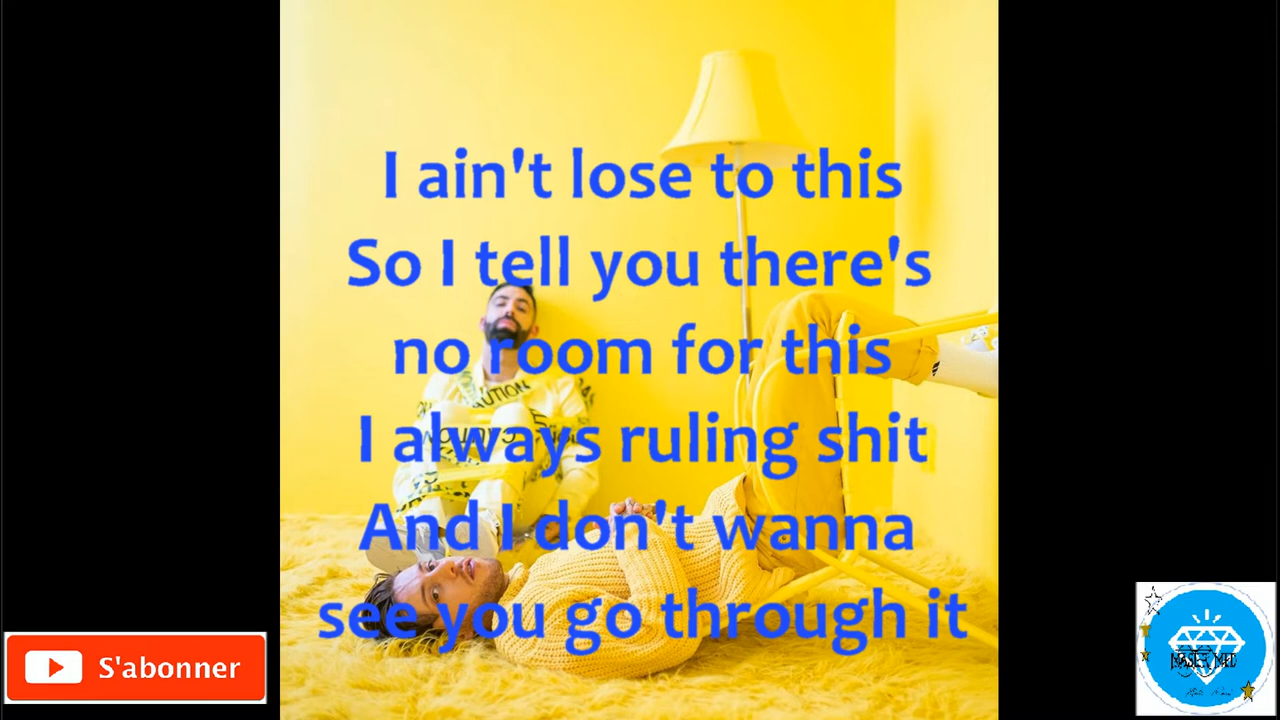 I ain't lose to this
So I tell you there's
no room for this
I always ruling shit
And I don't wanna
see you go through it
AUTION
S'abonner